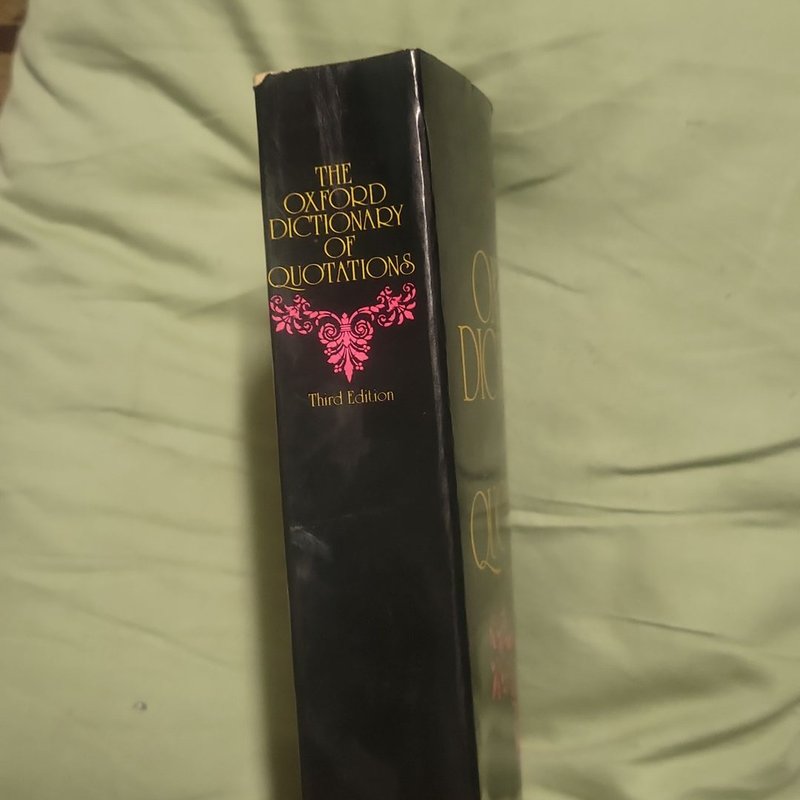 THE
OXFORD
DICTIONARY
OF
QUOTATIONS
Third Edition